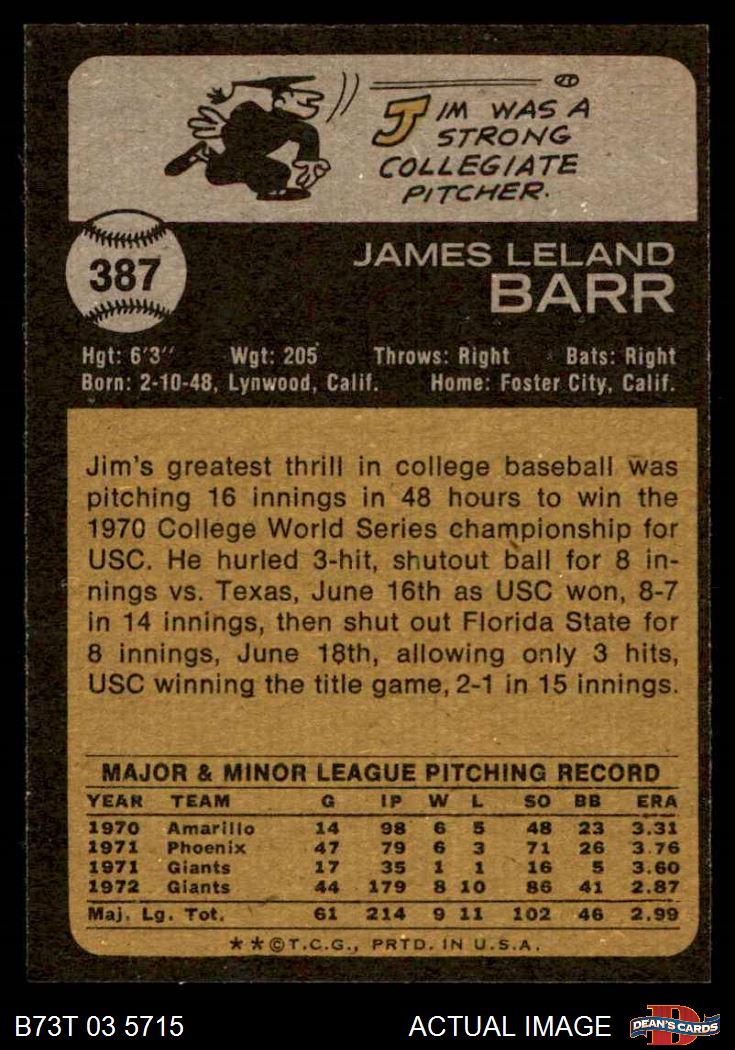 JIM WAS A
STRONG
COLLEGIATE
PITCHER.
387
JAMES LELAND
BARR
Hgt: 6'3" Wgt: 205 Throws: Right Bats: Right
Born: 2-10-48, Lynwood, Calif. Home: Foster City, Calif.
Jim's greatest thrill in college baseball was
pitching 16 innings in 48 hours to win the
1970 College World Series championship for
USC. He hurled 3-hit, shutout ball for 8 in-
nings vs. Texas, June 16th as USC won, 8-7
in 14 innings, then shut out Florida State for
8 innings, June 18th, allowing only 3 hits,
USC winning the title game, 2-1 in 15 innings.
MAJOR & MINOR LEAGUE PITCHING RECORD
YEAR TEAM G IP W L SO BB ERA
1970 Amarillo 14 98 6 5 48 23 3.31
1971 Phoenix 47 79 6 3 71 26 3.76
1971 Giants 17 35 1 1 16 5 3.60
1972 Giants 44 179 8 10 86 41 2.87
Maj. Lg. Tot. 61 214 9 11 102 46 2.99
**©T.C.G., PRTD. IN U.S.A.
B73T 03 5715 ACTUAL IMAGE DEAN'S CARDS